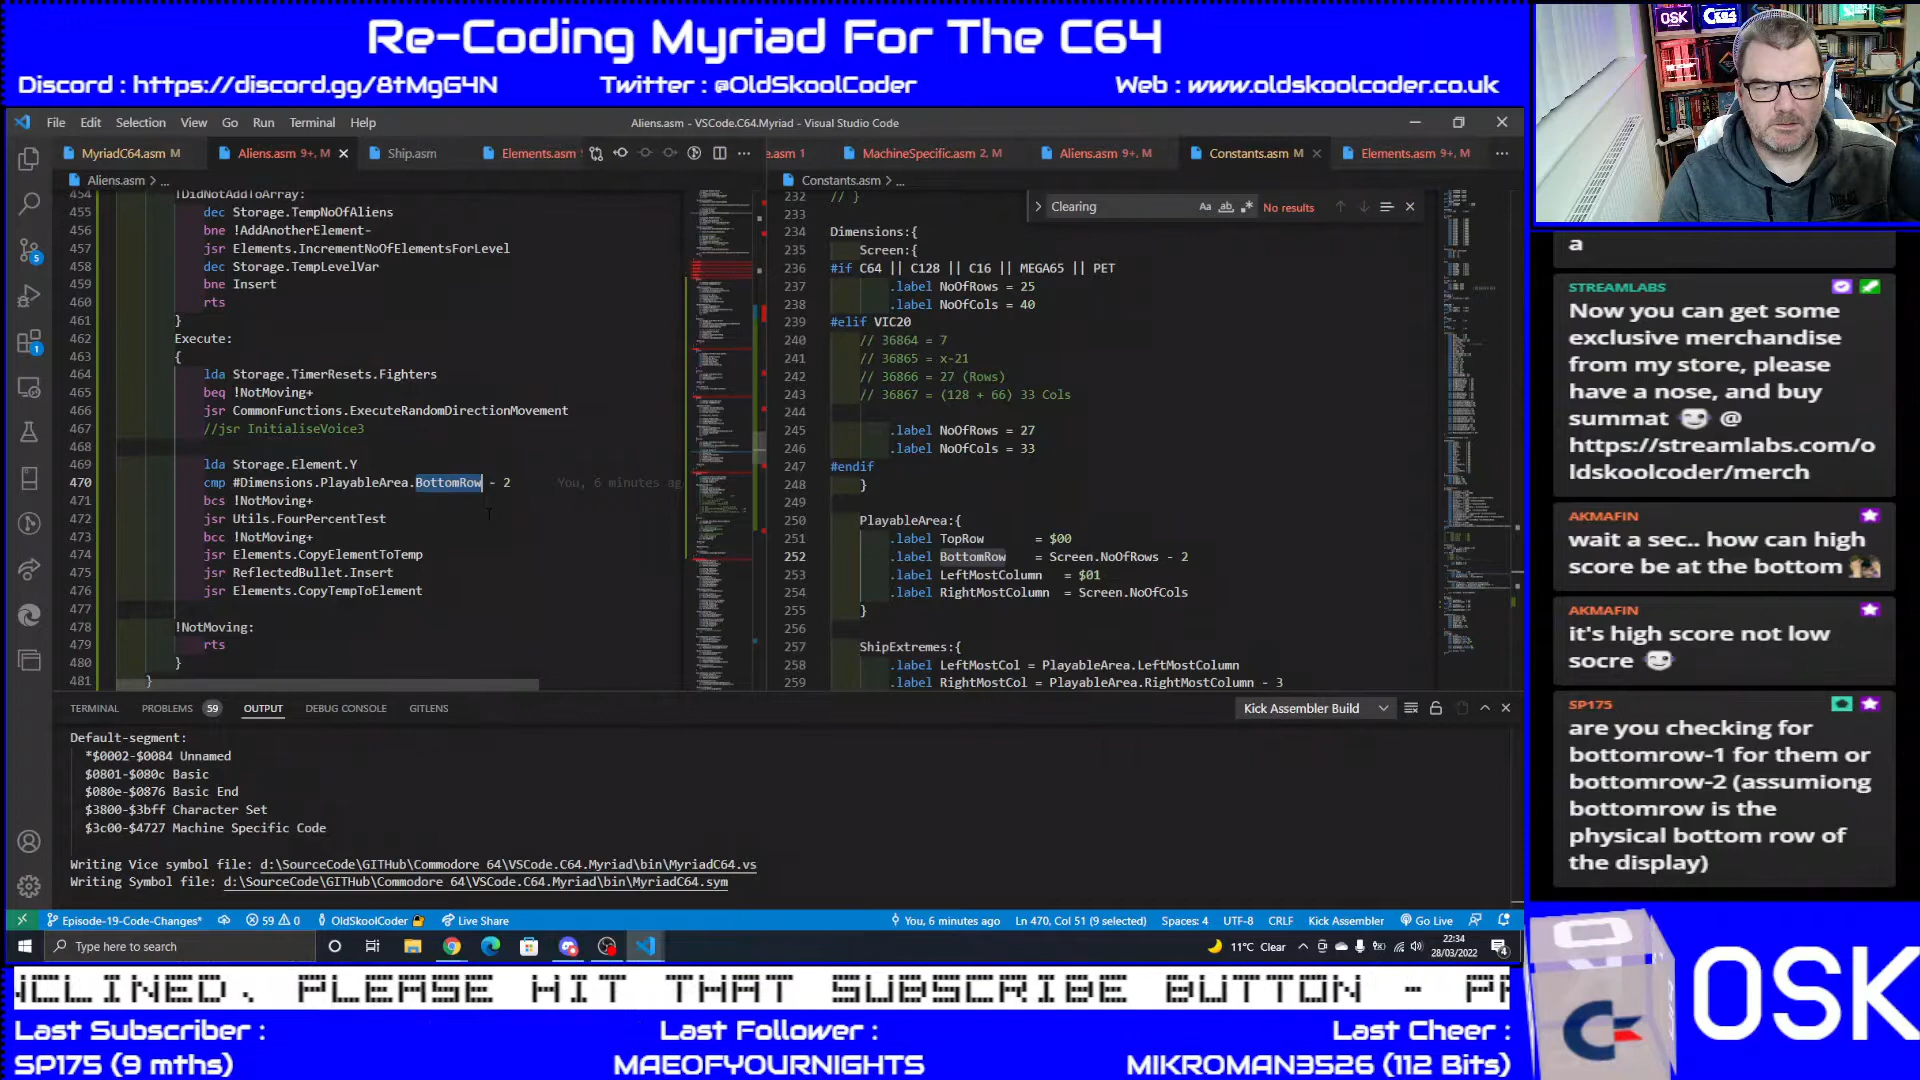 Re-Coding Myriad For The C64
Discord : https://discord.gg/8tMgG4N
Twitter : @OldSkoolCoder
Web : www.oldskoolcoder.co.uk
File Edit Selection View Go Run Terminal Help
Aliens.asm - VSCode.C64.Myriad - Visual Studio Code
MyriadC64.asm M
Aliens.asm 9+, M
Ship.asm
Elements.asm
e.asm 1
MachineSpecific.asm 2, M
Aliens.asm 9+, M
Constants.asm M
Elements.asm 9+, M
Aliens.asm > ...
454 !DidNotAddToArray:
455 dec Storage.TempNoOfAliens
456 bne !AddAnotherElement-
457 jsr Elements.IncrementNoOfElementsForLevel
458 dec Storage.TempLevelVar
459 bne Insert
460 rts
461 }
462 Execute:
463 {
464 lda Storage.TimerResets.Fighters
465 beq !NotMoving+
466 jsr CommonFunctions.ExecuteRandomDirectionMovement
467 //jsr InitialiseVoice3
468
469 lda Storage.Element.Y
470 cmp #Dimensions.PlayableArea.BottomRow - 2 You, 6 minutes ag
471 bcs !NotMoving+
472 jsr Utils.FourPercentTest
473 bcc !NotMoving+
474 jsr Elements.CopyElementToTemp
475 jsr ReflectedBullet.Insert
476 jsr Elements.CopyTempToElement
477
478 !NotMoving:
479 rts
480 }
481 }
Constants.asm > ...
Clearing
Aa ab No results
232 // }
233
234 Dimensions:{
235 Screen:{
236 #if C64 || C128 || C16 || MEGA65 || PET
237 .label NoOfRows = 25
238 .label NoOfCols = 40
239 #elif VIC20
240 // 36864 = 7
241 // 36865 = x-21
242 // 36866 = 27 (Rows)
243 // 36867 = (128 + 66) 33 Cols
244
245 .label NoOfRows = 27
246 .label NoOfCols = 33
247 #endif
248 }
249
250 PlayableArea:{
251 .label TopRow = $00
252 .label BottomRow = Screen.NoOfRows - 2
253 .label LeftMostColumn = $01
254 .label RightMostColumn = Screen.NoOfCols
255 }
256
257 ShipExtremes:{
258 .label LeftMostCol = PlayableArea.LeftMostColumn
259 .label RightMostCol = PlayableArea.RightMostColumn - 3
5
1
TERMINAL PROBLEMS 59 OUTPUT DEBUG CONSOLE GITLENS
Kick Assembler Build
Default-segment:
*$0002-$0084 Unnamed
$0801-$080c Basic
$080e-$0876 Basic End
$3800-$3bff Character Set
$3c00-$4727 Machine Specific Code
Writing Vice symbol file: d:\SourceCode\GITHub\Commodore 64\VSCode.C64.Myriad\bin\MyriadC64.vs
Writing Symbol file: d:\SourceCode\GITHub\Commodore 64\VSCode.C64.Myriad\bin\MyriadC64.sym
Episode-19-Code-Changes* 59 0 OldSkoolCoder Live Share You, 6 minutes ago Ln 470, Col 51 (9 selected) Spaces: 4 UTF-8 CRLF Kick Assembler Go Live
Type here to search
11°C Clear
22:34
28/03/2022
4
OSK
a
STREAMLABS
Now you can get some
exclusive merchandise
from my store, please
have a nose, and buy
summat @
https://streamlabs.com/o
ldskoolcoder/merch
AKMAFIN
wait a sec.. how can high
score be at the bottom
AKMAFIN
it's high score not low
socre
SP175
are you checking for
bottomrow-1 for them or
bottomrow-2 (assumiong
bottomrow is the
physical bottom row of
the display)
NCLINED. PLEASE HIT THAT SUBSCRIBE BUTTON -
Last Subscriber :
SP175 (9 mths)
Last Follower :
MAEOFYOURNIGHTS
Last Cheer :
MIKROMAN3526 (112 Bits)
OSK